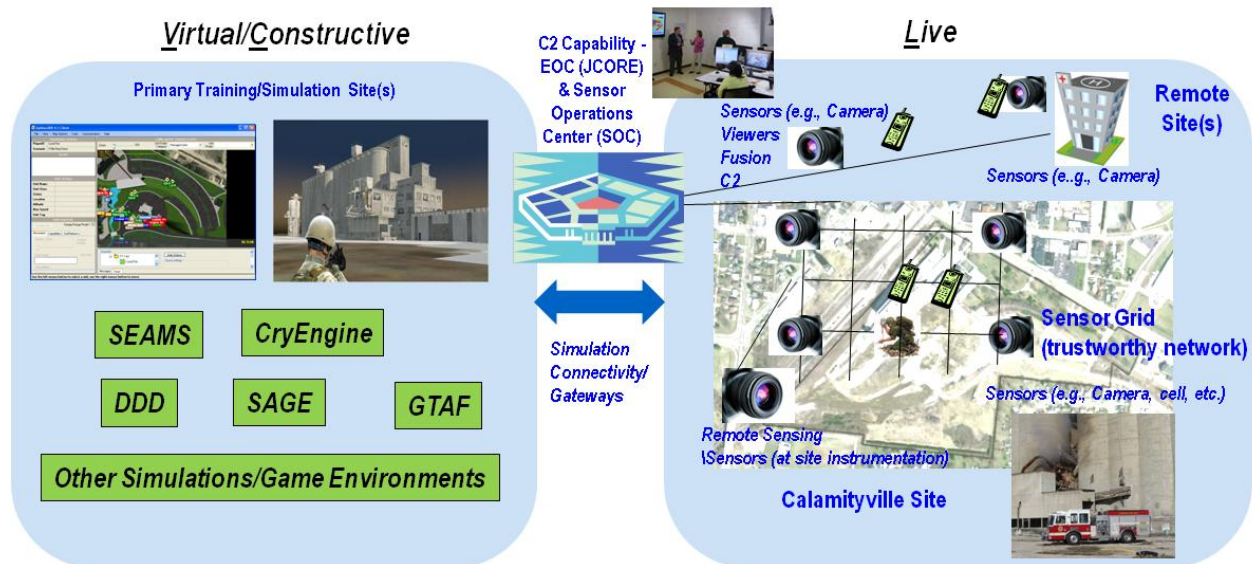 Virtual/Constructive
Primary Training/Simulation Site(s)
SEAMS
CryEngine
DDD
SAGE
GTAF
Other Simulations/Game Environments
C2 Capability -
EOC (JCORE)
& Sensor
Operations
Center (SOC)
Simulation
Connectivity/
Gateways
Live
Sensors (e.g., Camera)
Viewers
Fusion
C2
Remote
Site(s)
H
Sensors (e..g., Camera)
Sensor Grid
(trustworthy network)
Sensors (e.g., Camera, cell, etc.)
Remote Sensing
\Sensors (at site instrumentation)
Calamityville Site